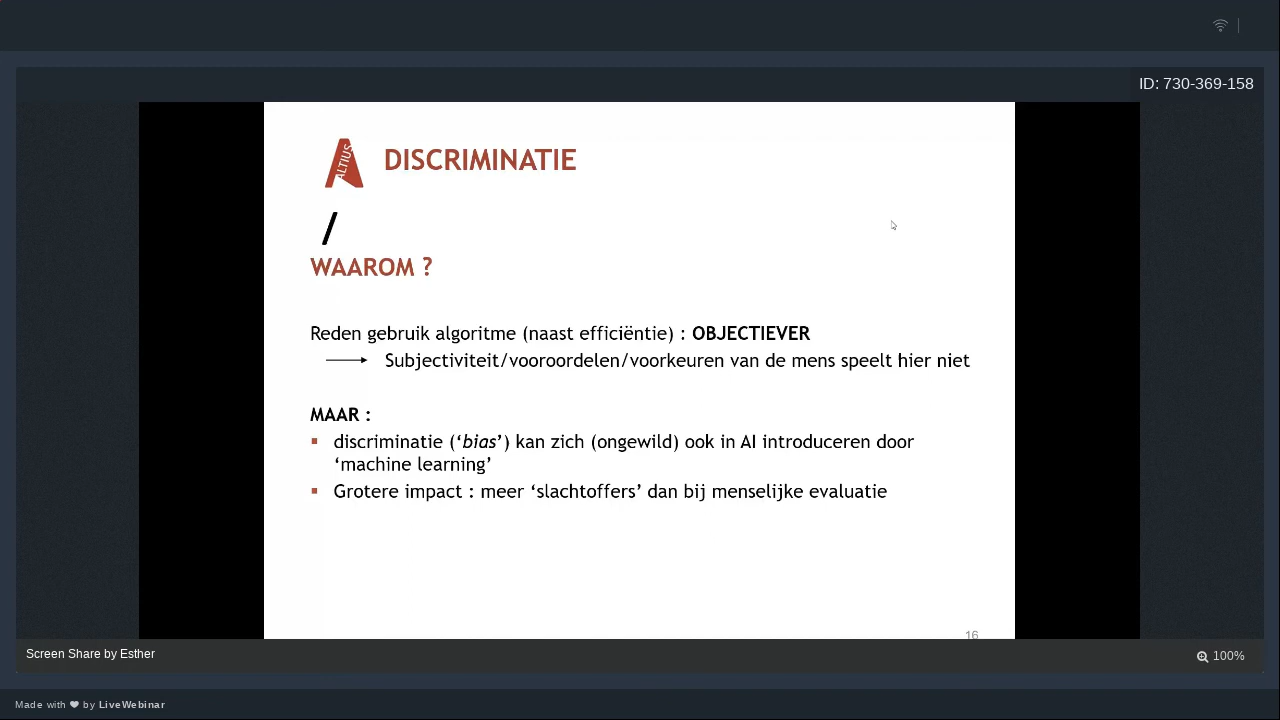 ID: 730-369-158
ALTIUS
DISCRIMINATIE
/
WAAROM ?
Reden gebruik algoritme (naast efficiëntie) : OBJECTIEVER
Subjectiviteit/vooroordelen/voorkeuren van de mens speelt hier niet
MAAR :
discriminatie (‘bias’) kan zich (ongewild) ook in AI introduceren door
‘machine learning’
Grotere impact : meer ‘slachtoffers’ dan bij menselijke evaluatie
16
Screen Share by Esther
100%
Made with ❤ by LiveWebinar